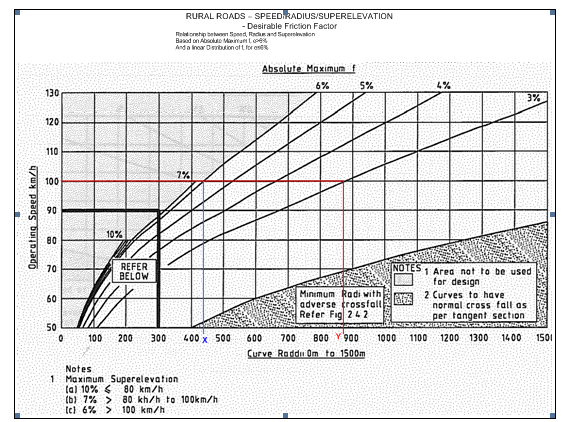 RURAL ROADS – SPEED/RADIUS/SUPERELEVATION
- Desirable Friction Factor
Relationship between Speed, Radius and Superelevation
Based on Absolute Maximum f, e>6%
And a linear Distribution of f, for e≤6%
Absolute Maximum f
6% 5% 4% 3%
130
120
110
7%
100
90
80
10%
70
60
50
Operating Speed km/h
REFER
BELOW
Minimum Radii with
adverse crossfall
Refer Fig 2.4.2
NOTES 1 Area not to be used
for design
2 Curves to have
normal cross fall as
per tangent section
0 100 200 300 400 500 600 700 800 900 1000 1100 1200 1300 1400 150
X Y
Curve Radii 0m to 1500m
Notes
1 Maximum Superelevation
(a) 10% ≤ 80 km/h
(b) 7% > 80 kh/h to 100km/h
(c) 6% > 100 km/h